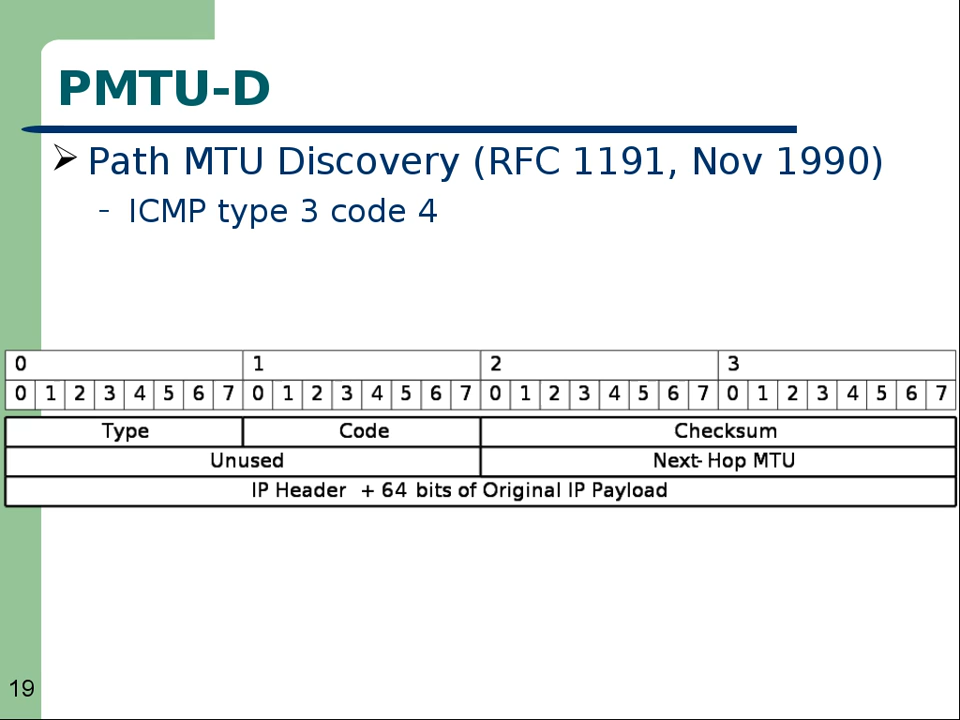 PMTU-D
➢ Path MTU Discovery (RFC 1191, Nov 1990)
– ICMP type 3 code 4
0 1 2 3
0 1 2 3 4 5 6 7 0 1 2 3 4 5 6 7 0 1 2 3 4 5 6 7 0 1 2 3 4 5 6 7
Type Code Checksum
Unused Next-Hop MTU
IP Header + 64 bits of Original IP Payload
19